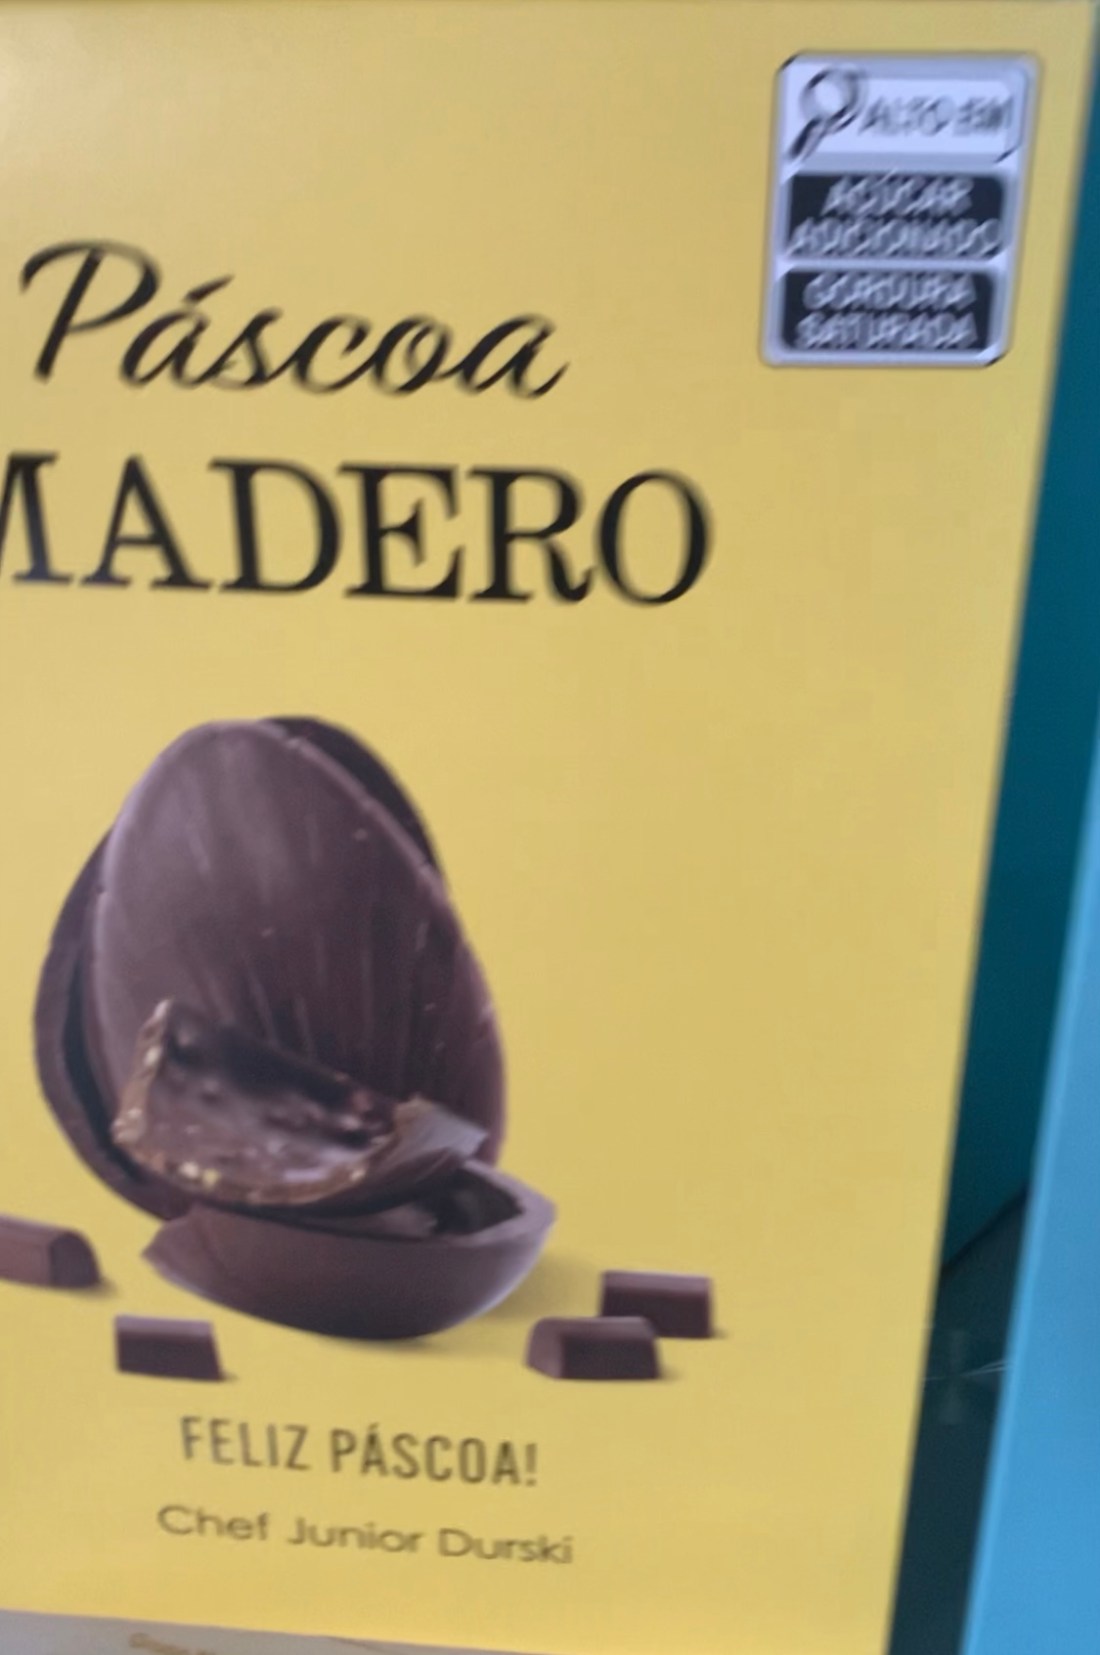 ALTO EM
AÇÚCAR
ADICIONADO
GORDURA
SATURADA
Páscoa
MADERO
FELIZ PÁSCOA!
Chef Junior Durski